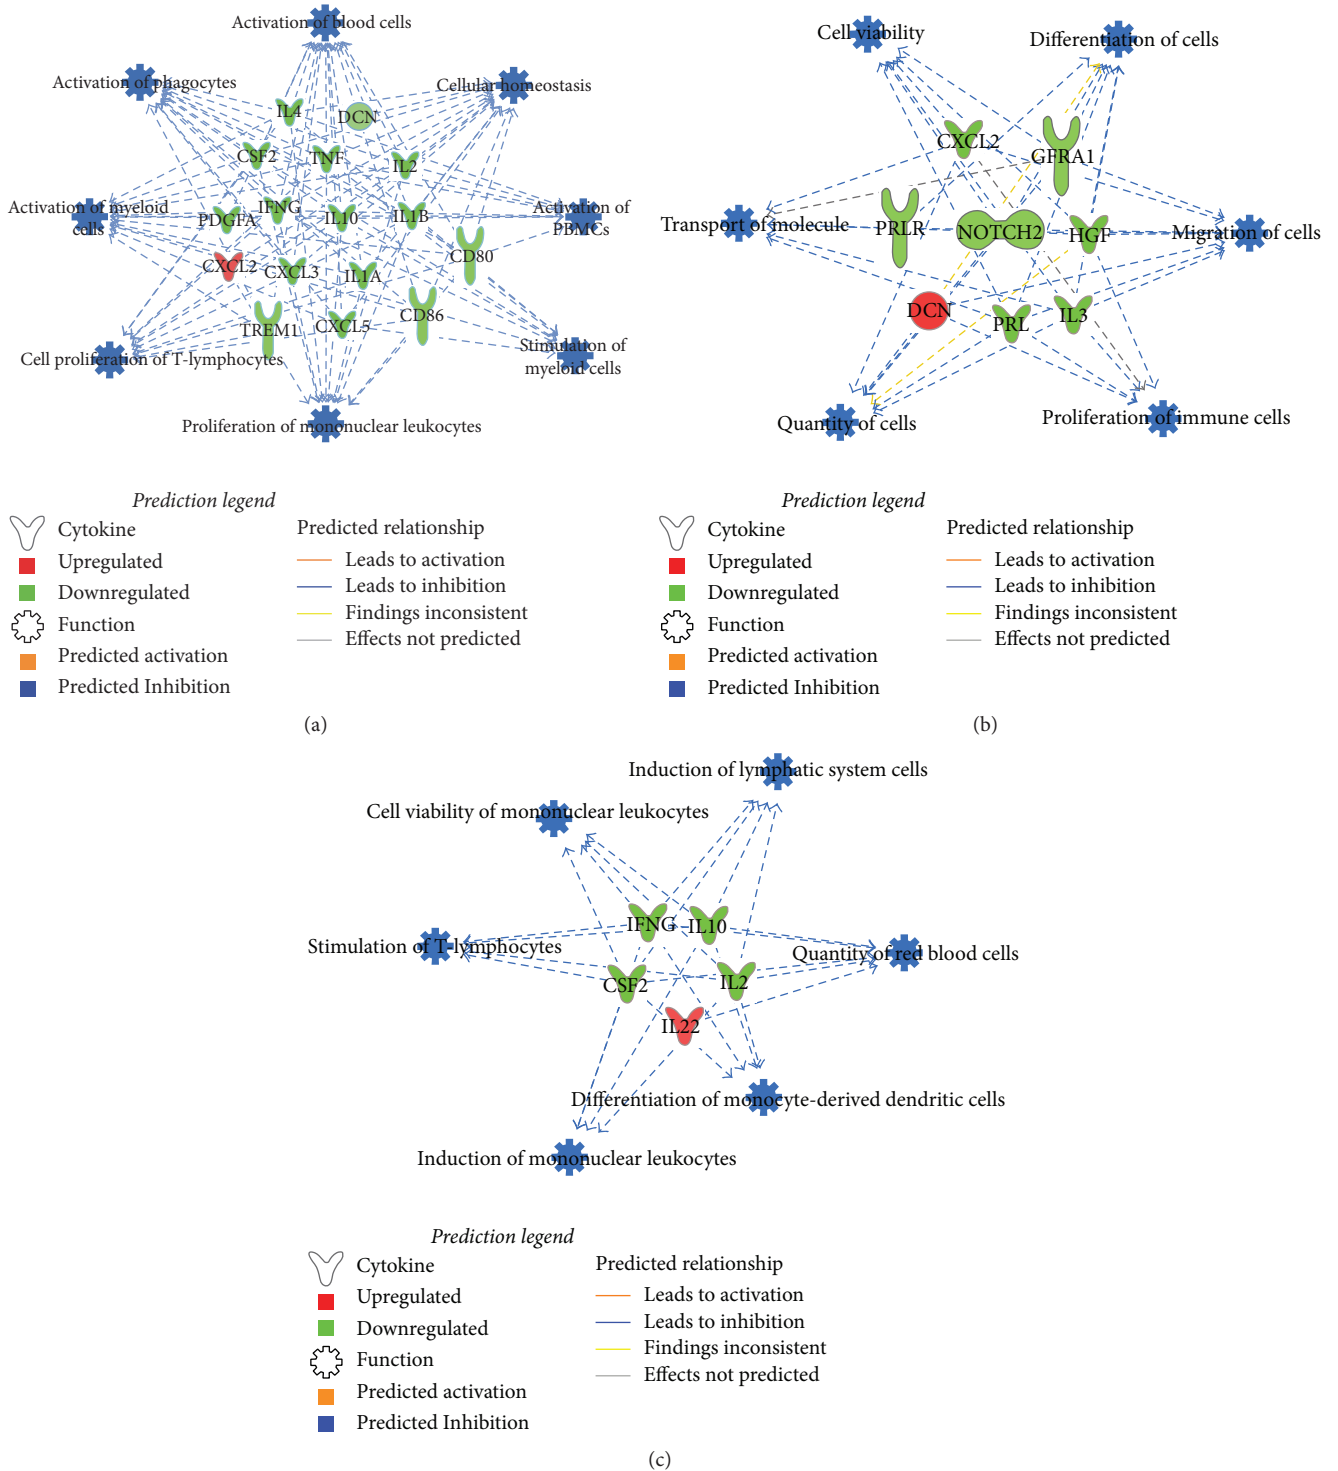 Activation of blood cells
Activation of phagocytes
Cellular homeostasis
IL4
DCN
CSF2
TNF
IL2
Activation of myeloid
cells
PDGFA
IFNG
IL10
IL1B
Activation of
PBMCs
CD80
CXCL2
CXCL3
IL1A
TREM1
CXCL5
CD86
Cell proliferation of T-lymphocytes
Stimulation of
myeloid cells
Proliferation of mononuclear leukocytes
Prediction legend
Cytokine
Upregulated
Downregulated
Function
Predicted activation
Predicted Inhibition
Predicted relationship
Leads to activation
Leads to inhibition
Findings inconsistent
Effects not predicted
(a)
Cell viability
Differentiation of cells
CXCL2
GFRA1
Transport of molecule
PRLR
NOTCH2
HGF
Migration of cells
DCN
PRL
IL3
Quantity of cells
Proliferation of immune cells
Prediction legend
Cytokine
Upregulated
Downregulated
Function
Predicted activation
Predicted Inhibition
Predicted relationship
Leads to activation
Leads to inhibition
Findings inconsistent
Effects not predicted
(b)
Induction of lymphatic system cells
Cell viability of mononuclear leukocytes
IFNG
IL10
Stimulation of T-lymphocytes
Quantity of red blood cells
CSF2
IL2
IL22
Differentiation of monocyte-derived dendritic cells
Induction of mononuclear leukocytes
Prediction legend
Cytokine
Upregulated
Downregulated
Function
Predicted activation
Predicted Inhibition
Predicted relationship
Leads to activation
Leads to inhibition
Findings inconsistent
Effects not predicted
(c)